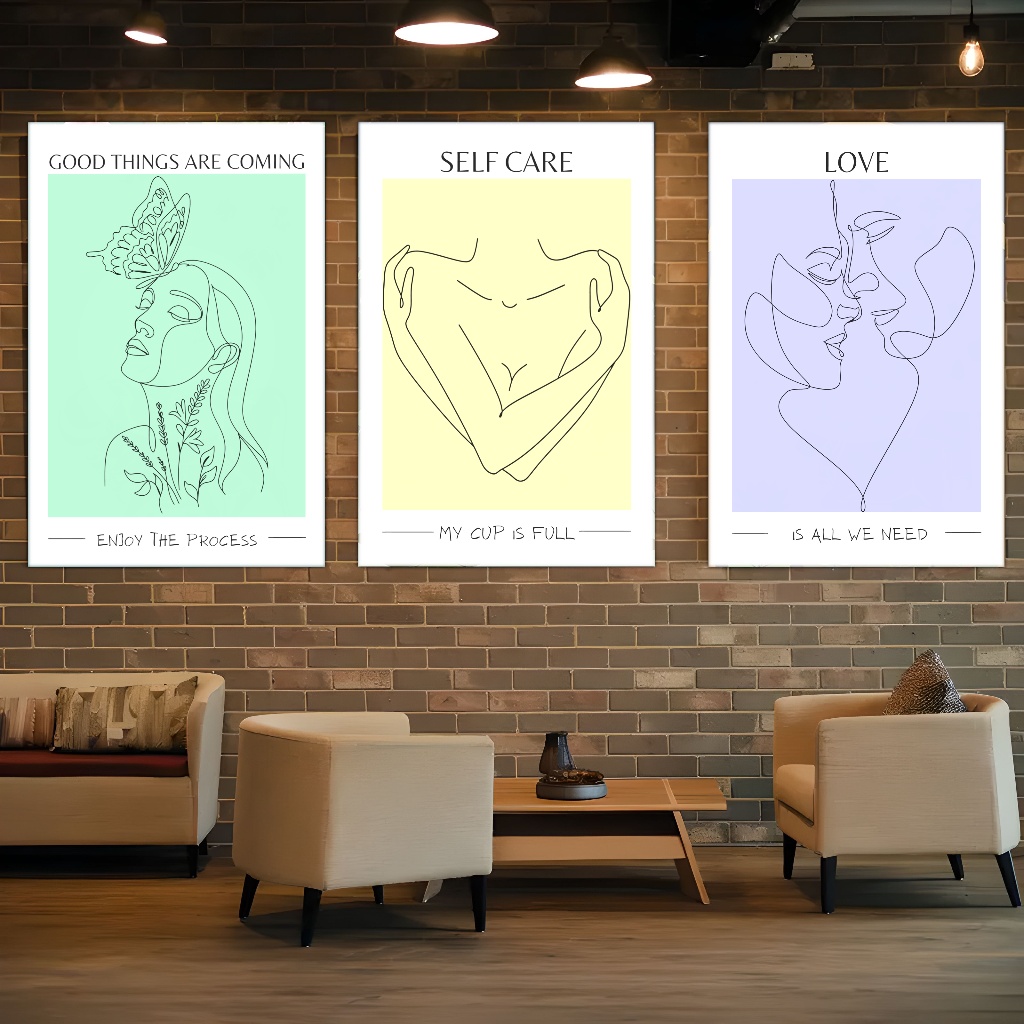 GOOD THINGS ARE COMING
ENJOY THE PROCESS
SELF CARE
MY CUP IS FULL
LOVE
IS ALL WE NEED